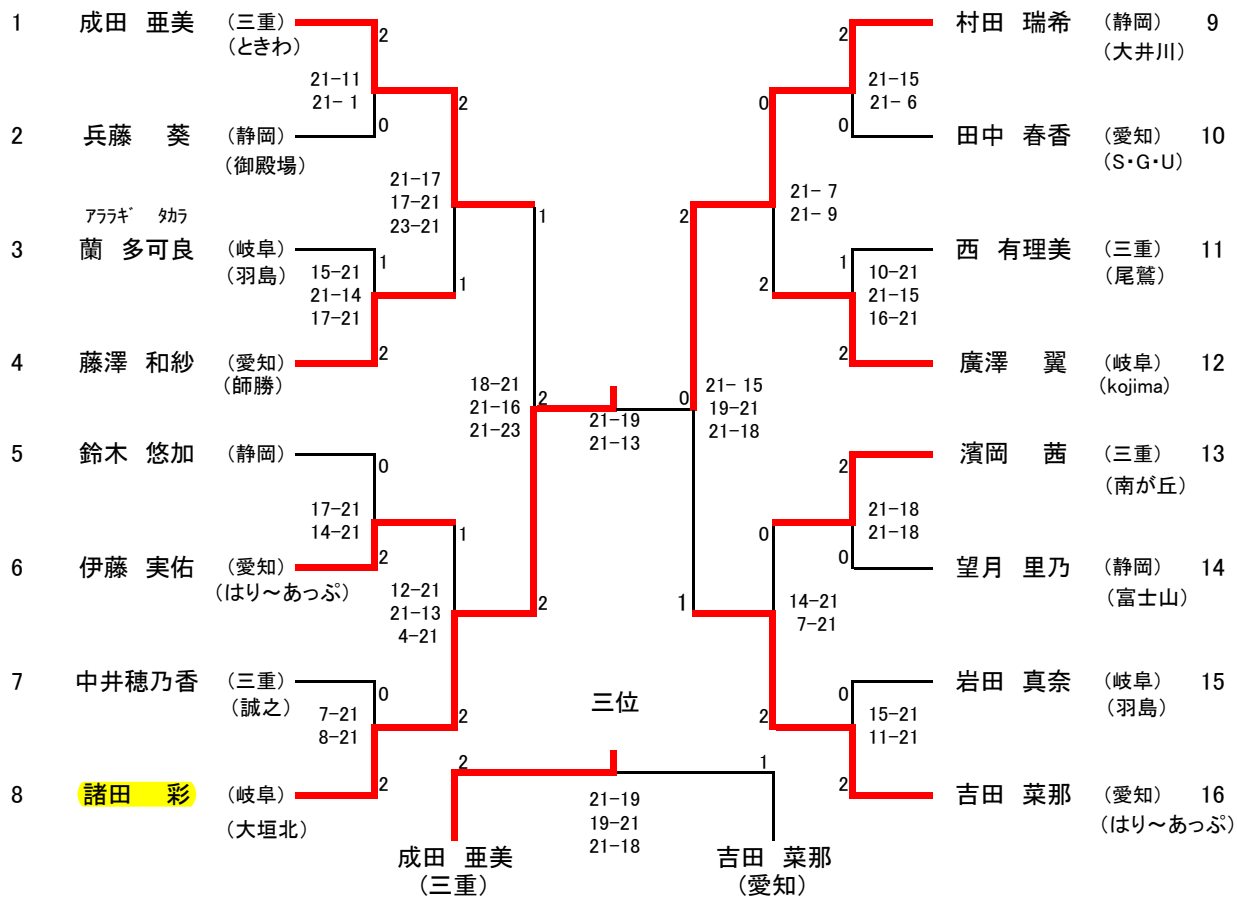 1 成田 亜美 (三重)
(ときわ)
2
21-11
21- 1
0
2 兵藤 葵 (静岡)
(御殿場)
2
21-17
17-21
23-21
1
アララギ タカラ
3 蘭 多可良 (岐阜)
(羽島)
1
15-21
21-14
17-21
1
4 藤澤 和紗 (愛知)
(師勝)
2
18-21
21-16
21-23
2
5 鈴木 悠加 (静岡)
0
17-21
14-21
1
6 伊藤 実佑 (愛知)
(はり~あっぷ)
2
12-21
21-13
4-21
2
7 中井穂乃香 (三重)
(誠之)
0
7-21
8-21
2
8 諸田 彩 (岐阜)
(大垣北)
2
21-19
21-13
村田 瑞希 (静岡) 9
(大井川)
2
21-15
21- 6
0
0
田中 春香 (愛知) 10
(S・G・U)
2
21- 7
21- 9
西 有理美 (三重) 11
(尾鷲)
1
10-21
21-15
16-21
2
廣澤 翼 (岐阜) 12
(kojima)
2
0
21- 15
19-21
21-18
濱岡 茜 (三重) 13
(南が丘)
2
21-18
21-18
0
0
望月 里乃 (静岡) 14
(富士山)
1
14-21
7-21
岩田 真奈 (岐阜) 15
(羽島)
0
15-21
11-21
2
吉田 菜那 (愛知) 16
(はり~あっぷ)
2
三位
2
1
21-19
19-21
21-18
成田 亜美
(三重)
吉田 菜那
(愛知)